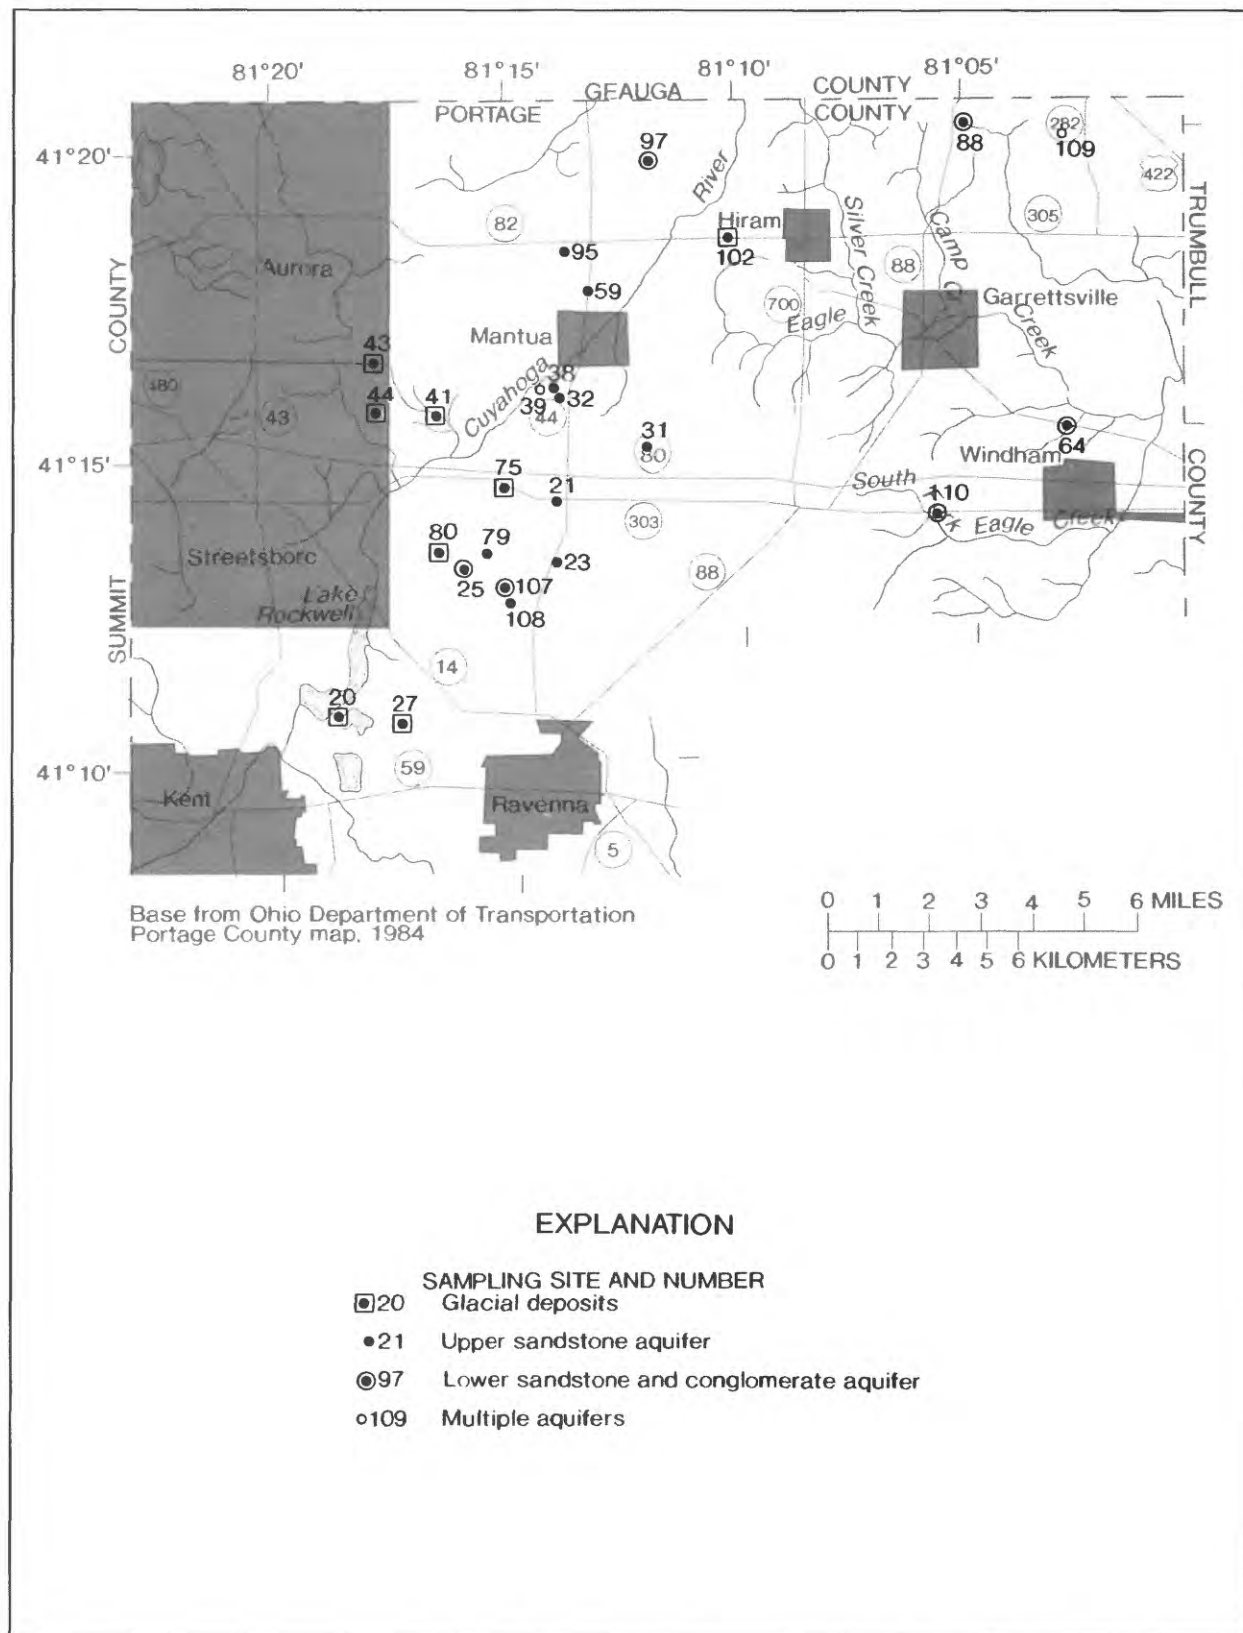 81°20' 81°15' 81°10' 81°05'
GEAUGA COUNTY
PORTAGE COUNTY
41°20'
97
88
282
109
422
River
TRUMBULL
82
Hiram
Silver Creek
Camp Cr
305
95
102
88
Aurora
59
700
Garrettsville
COUNTY
Mantua
Eagle
Creek
43
480
44
41
Cuyahoga
38
39
32
43
44
31
64
41°15'
80
Windham
COUNTY
75
21
South
110
303
Eagle Creek
80
79
23
Streetsboro
25
107
88
Lake
Rockwell
108
SUMMIT
14
20
27
41°10'
59
Kent
Ravenna
5
Base from Ohio Department of Transportation
Portage County map, 1984
0 1 2 3 4 5 6 MILES
0 1 2 3 4 5 6 KILOMETERS
EXPLANATION
SAMPLING SITE AND NUMBER
20 Glacial deposits
21 Upper sandstone aquifer
97 Lower sandstone and conglomerate aquifer
109 Multiple aquifers